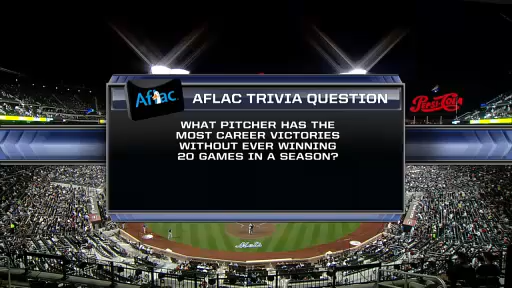 Aflac
AFLAC TRIVIA QUESTION
WHAT PITCHER HAS THE
MOST CAREER VICTORIES
WITHOUT EVER WINNING
20 GAMES IN A SEASON?
Pepsi-Cola
Mets